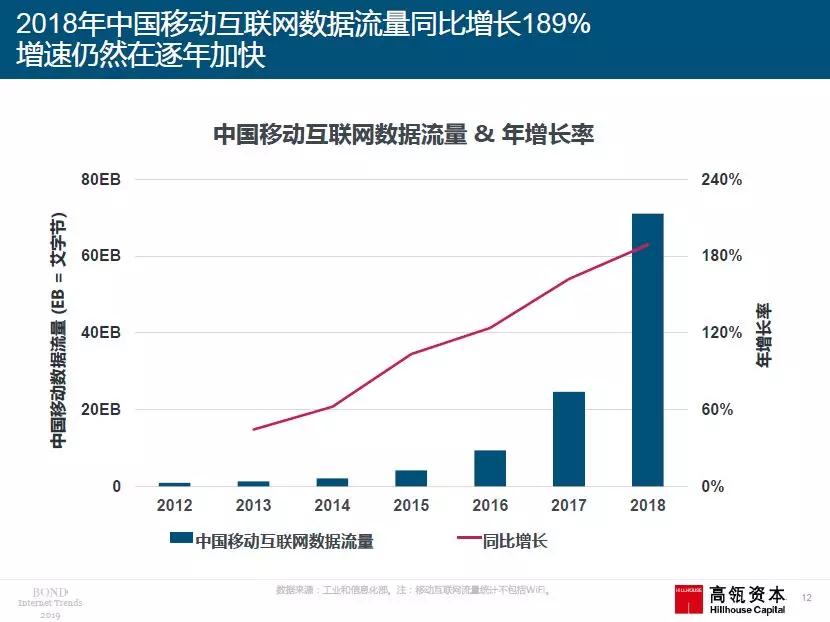 2018年中国移动互联网数据流量同比增长189%
增速仍然在逐年加快
中国移动互联网数据流量 & 年增长率
80EB
60EB
40EB
20EB
0
中国移动数据流量 (EB = 艾字节)
240%
180%
120%
60%
0%
年增长率
2012 2013 2014 2015 2016 2017 2018
中国移动互联网数据流量 同比增长
BOND
Internet Trends
2019
数据来源：工业和信息化部。注：移动互联网流量统计不包括WiFi。
HILLHOUSE
高瓴资本
Hillhouse Capital
12